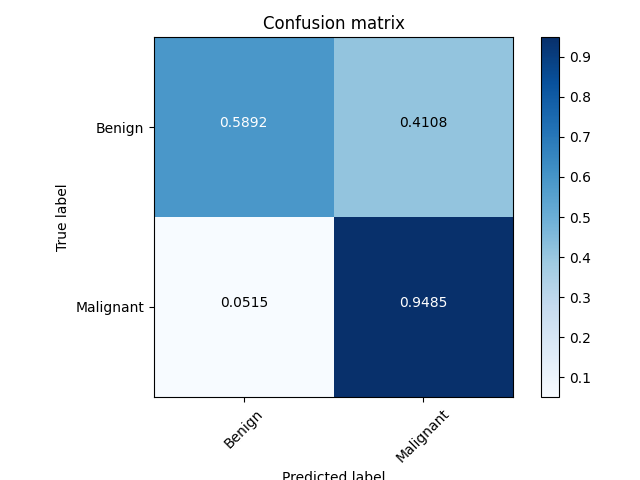 Confusion matrix
0.5892
0.4108
0.0515
0.9485
Benign
Malignant
True label
Benign
Malignant
Predicted label
0.9
0.8
0.7
0.6
0.5
0.4
0.3
0.2
0.1